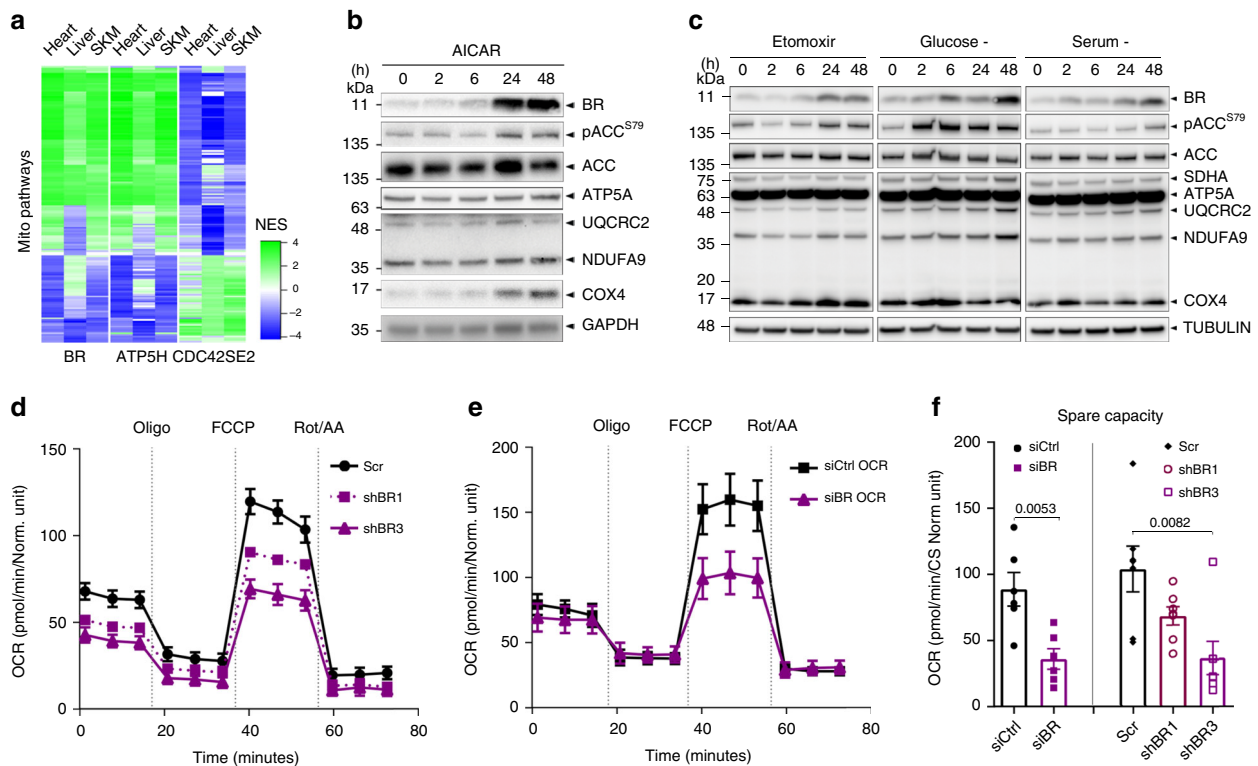 a
Heart Liver SKM Heart Liver SKM Heart Liver SKM
Mito pathways
NES
4
2
0
−2
−4
BR ATP5H CDC42SE2
b
AICAR
(h) 0 2 6 24 48
kDa
11 BR
pACCS79
135
ACC
135
ATP5A
63
UQCRC2
48
NDUFA9
35
17
COX4
35 GAPDH
c
Etomoxir Glucose - Serum -
(h) 0 2 6 24 48 0 2 6 24 48 0 2 6 24 48
kDa
11 BR
pACCS79
135
ACC
135
75 SDHA
63 ATP5A
48 UQCRC2
35 NDUFA9
20
17 COX4
48 TUBULIN
d
Oligo FCCP Rot/AA
150
100
50
0
OCR (pmol/min/Norm. unit)
Scr
shBR1
shBR3
0 20 40 60 80
Time (minutes)
e
Oligo FCCP Rot/AA
200
150
100
50
0
OCR (pmol/min/Norm. unit)
siCtrl OCR
siBR OCR
0 20 40 60 80
Time (minutes)
f
Spare capacity
200
150
100
50
0
OCR (pmol/min/CS Norm unit)
siCtrl
siBR
Scr
shBR1
shBR3
0.0053
0.0082
siCtrl siBR Scr shBR1 shBR3